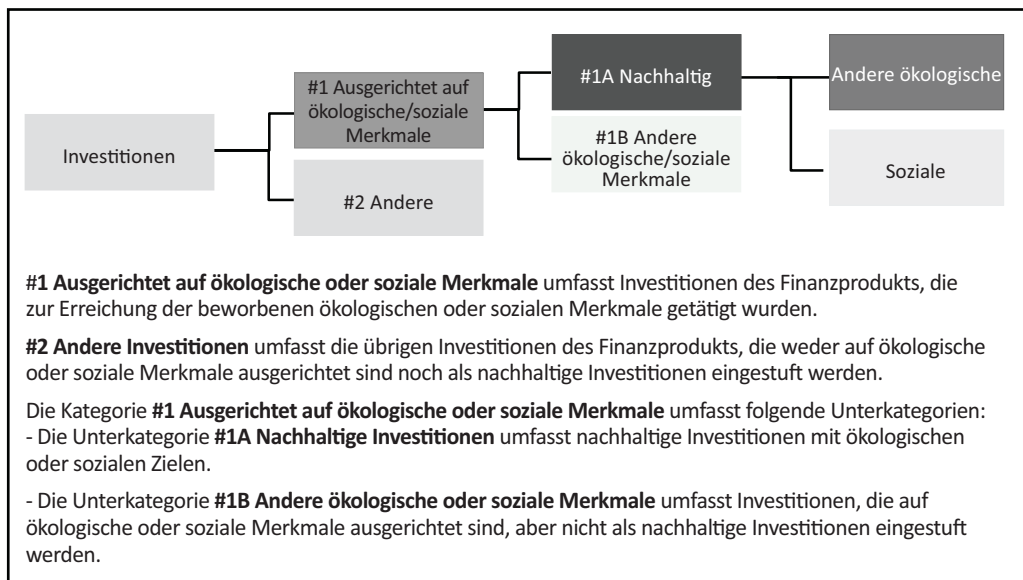 Investitionen
#1 Ausgerichtet auf
ökologische/soziale
Merkmale
#2 Andere
#1A Nachhaltig
#1B Andere
ökologische/soziale
Merkmale
Andere ökologische
Soziale
#1 Ausgerichtet auf ökologische oder soziale Merkmale umfasst Investitionen des Finanzprodukts, die
zur Erreichung der beworbenen ökologischen oder sozialen Merkmale getätigt wurden.
#2 Andere Investitionen umfasst die übrigen Investitionen des Finanzprodukts, die weder auf ökologische
oder soziale Merkmale ausgerichtet sind noch als nachhaltige Investitionen eingestuft werden.
Die Kategorie #1 Ausgerichtet auf ökologische oder soziale Merkmale umfasst folgende Unterkategorien:
- Die Unterkategorie #1A Nachhaltige Investitionen umfasst nachhaltige Investitionen mit ökologischen
oder sozialen Zielen.
- Die Unterkategorie #1B Andere ökologische oder soziale Merkmale umfasst Investitionen, die auf
ökologische oder soziale Merkmale ausgerichtet sind, aber nicht als nachhaltige Investitionen eingestuft
werden.